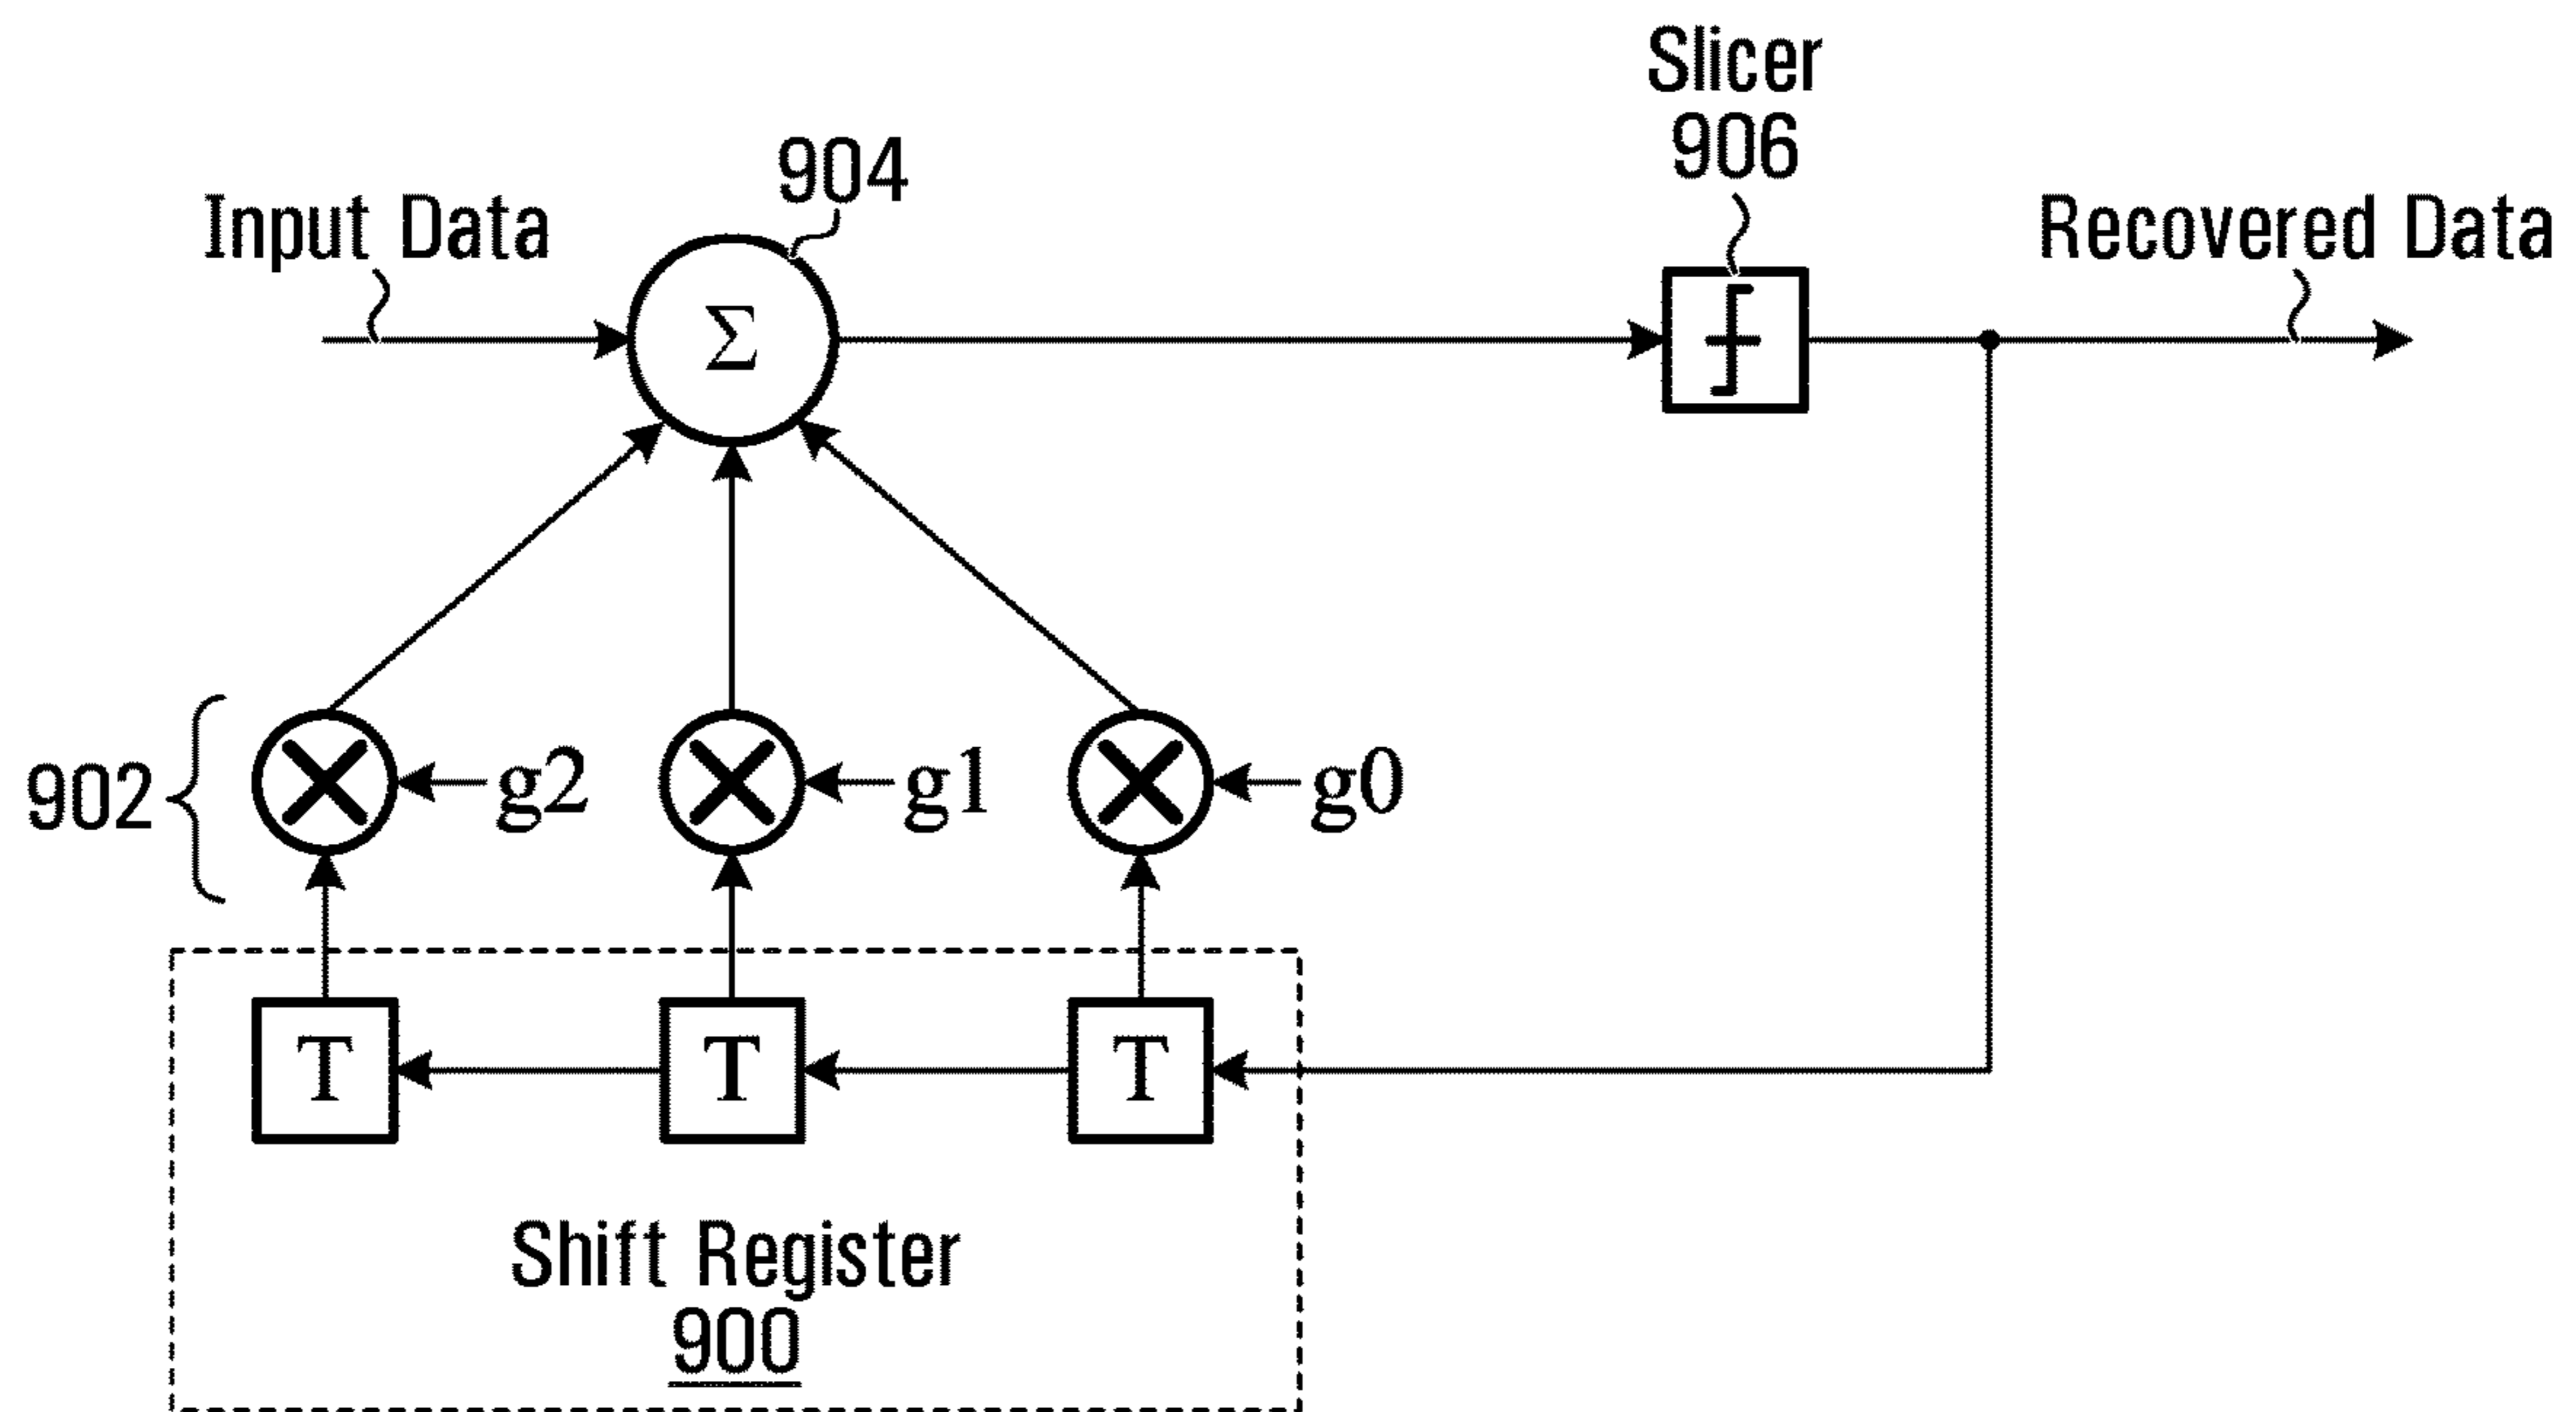 Slicer
906
904
Input Data
Recovered Data
Σ
902
g2
g1
g0
T
T
T
Shift Register
900